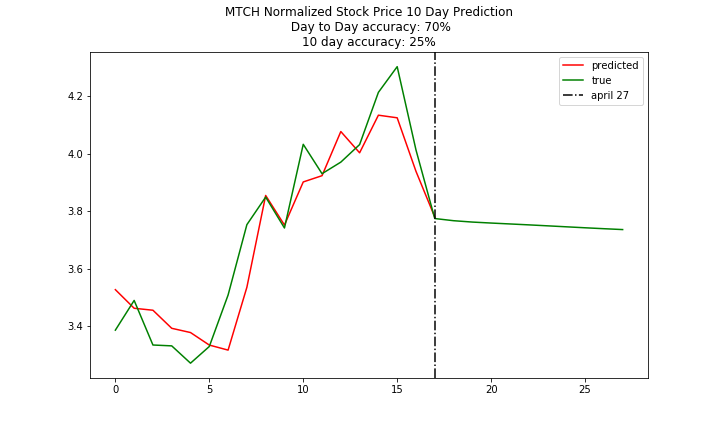 MTCH Normalized Stock Price 10 Day Prediction
Day to Day accuracy: 70%
10 day accuracy: 25%
predicted
true
april 27
4.2
4.0
3.8
3.6
3.4
0 5 10 15 20 25